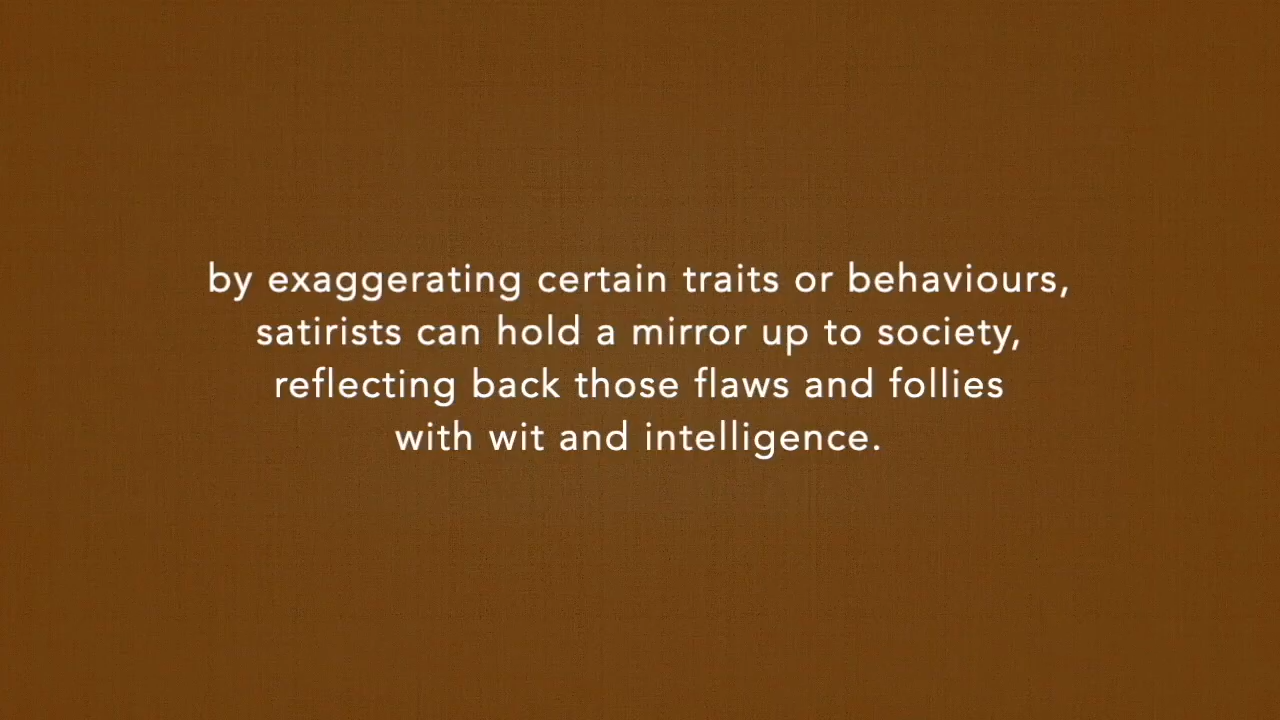 by exaggerating certain traits or behaviours,
satirists can hold a mirror up to society,
reflecting back those flaws and follies
with wit and intelligence.